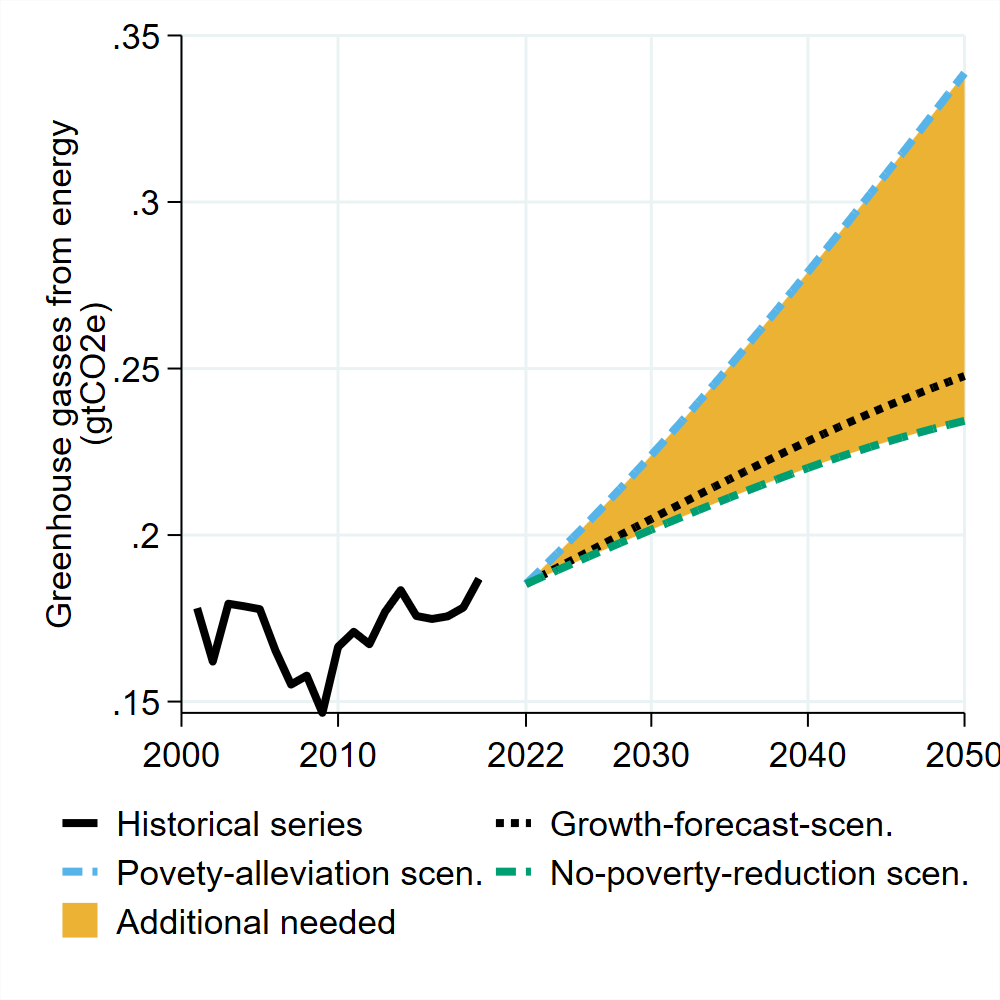 .35
.3
.25
.2
.15
Greenhouse gasses from energy
(gtCO2e)
2000 2010 2022 2030 2040 2050
Historical series
Growth-forecast-scen.
Povety-alleviation scen.
No-poverty-reduction scen.
Additional needed